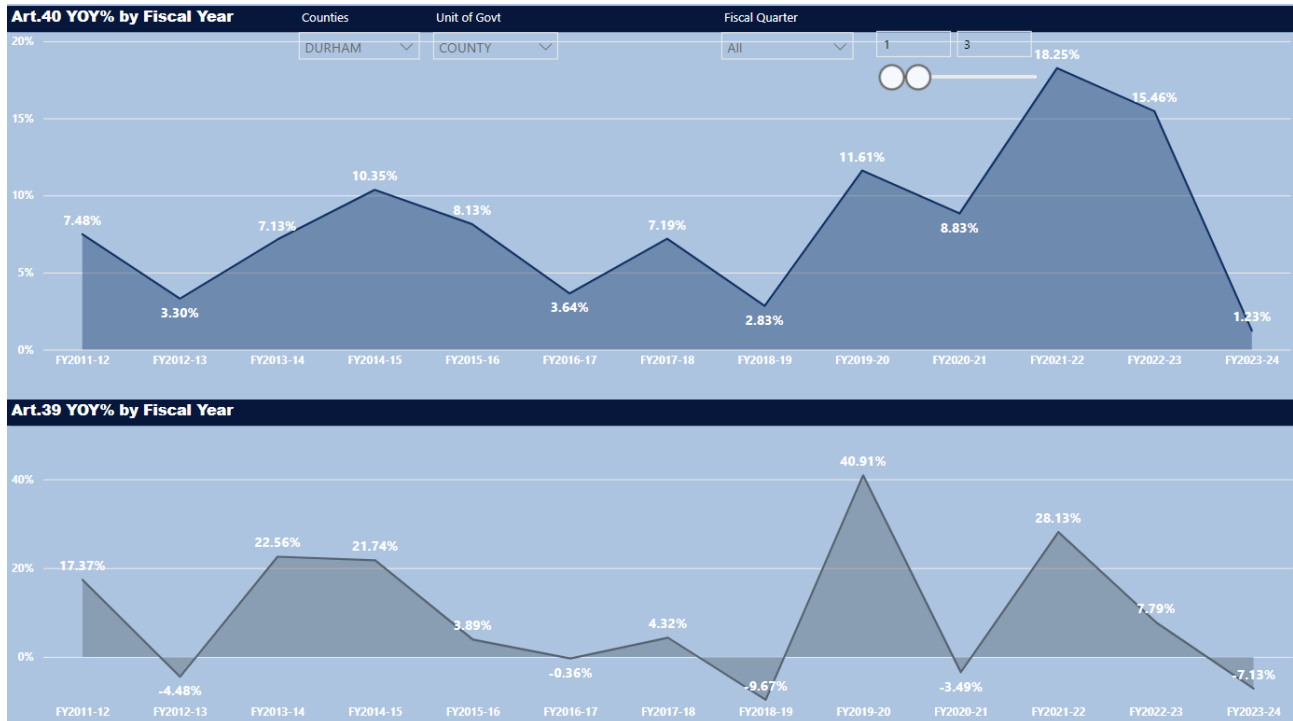 Art.40 YOY% by Fiscal Year Counties Unit of Govt Fiscal Quarter
20% DURHAM COUNTY All 1 3
18.25%
15% 15.46%
11.61%
10.35%
10% 7.48% 7.13% 8.13% 7.19% 8.83%
5% 3.30% 3.64% 2.83% 1.23%
0% FY2011-12 FY2012-13 FY2013-14 FY2014-15 FY2015-16 FY2016-17 FY2017-18 FY2018-19 FY2019-20 FY2020-21 FY2021-22 FY2022-23 FY2023-24
Art.39 YOY% by Fiscal Year
40.91%
40%
28.13%
22.56% 21.74%
20% 17.37%
3.89% 4.32% 7.79%
0%
-4.48% -0.36% -9.67% -3.49% -7.13%
FY2011-12 FY2012-13 FY2013-14 FY2014-15 FY2015-16 FY2016-17 FY2017-18 FY2018-19 FY2019-20 FY2020-21 FY2021-22 FY2022-23 FY2023-24